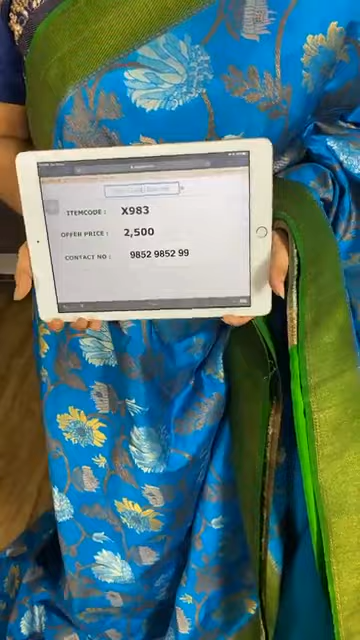 ITEMCODE : X983
OFFER PRICE : 2,500
CONTACT NO : 9852 9852 99